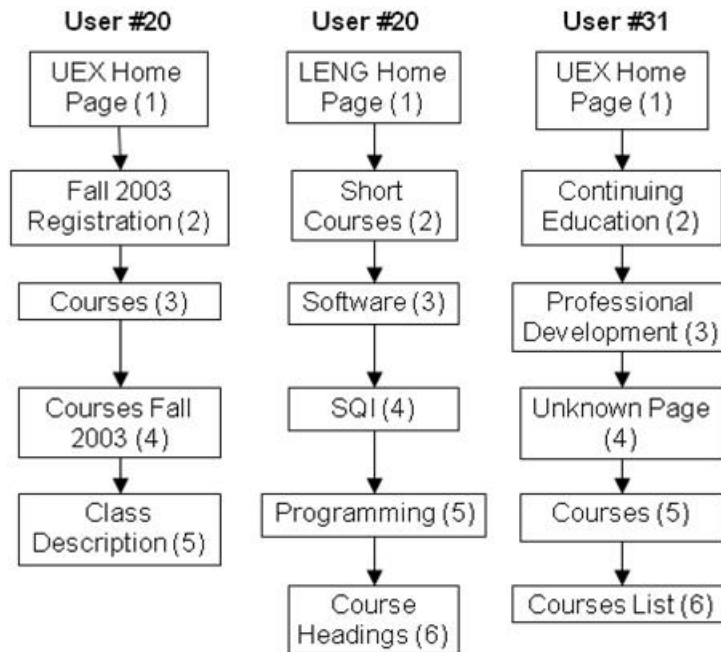 User #20
UEX Home
Page (1)
Fall 2003
Registration (2)
Courses (3)
Courses Fall
2003 (4)
Class
Description (5)
User #20
LENG Home
Page (1)
Short
Courses (2)
Software (3)
SQI (4)
Programming (5)
Course
Headings (6)
User #31
UEX Home
Page (1)
Continuing
Education (2)
Professional
Development (3)
Unknown Page
(4)
Courses (5)
Courses List (6)